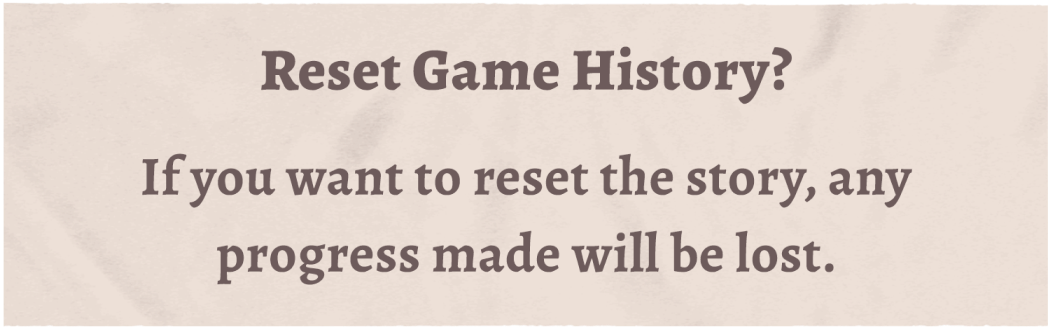 Reset Game History?
If you want to reset the story, any
progress made will be lost.